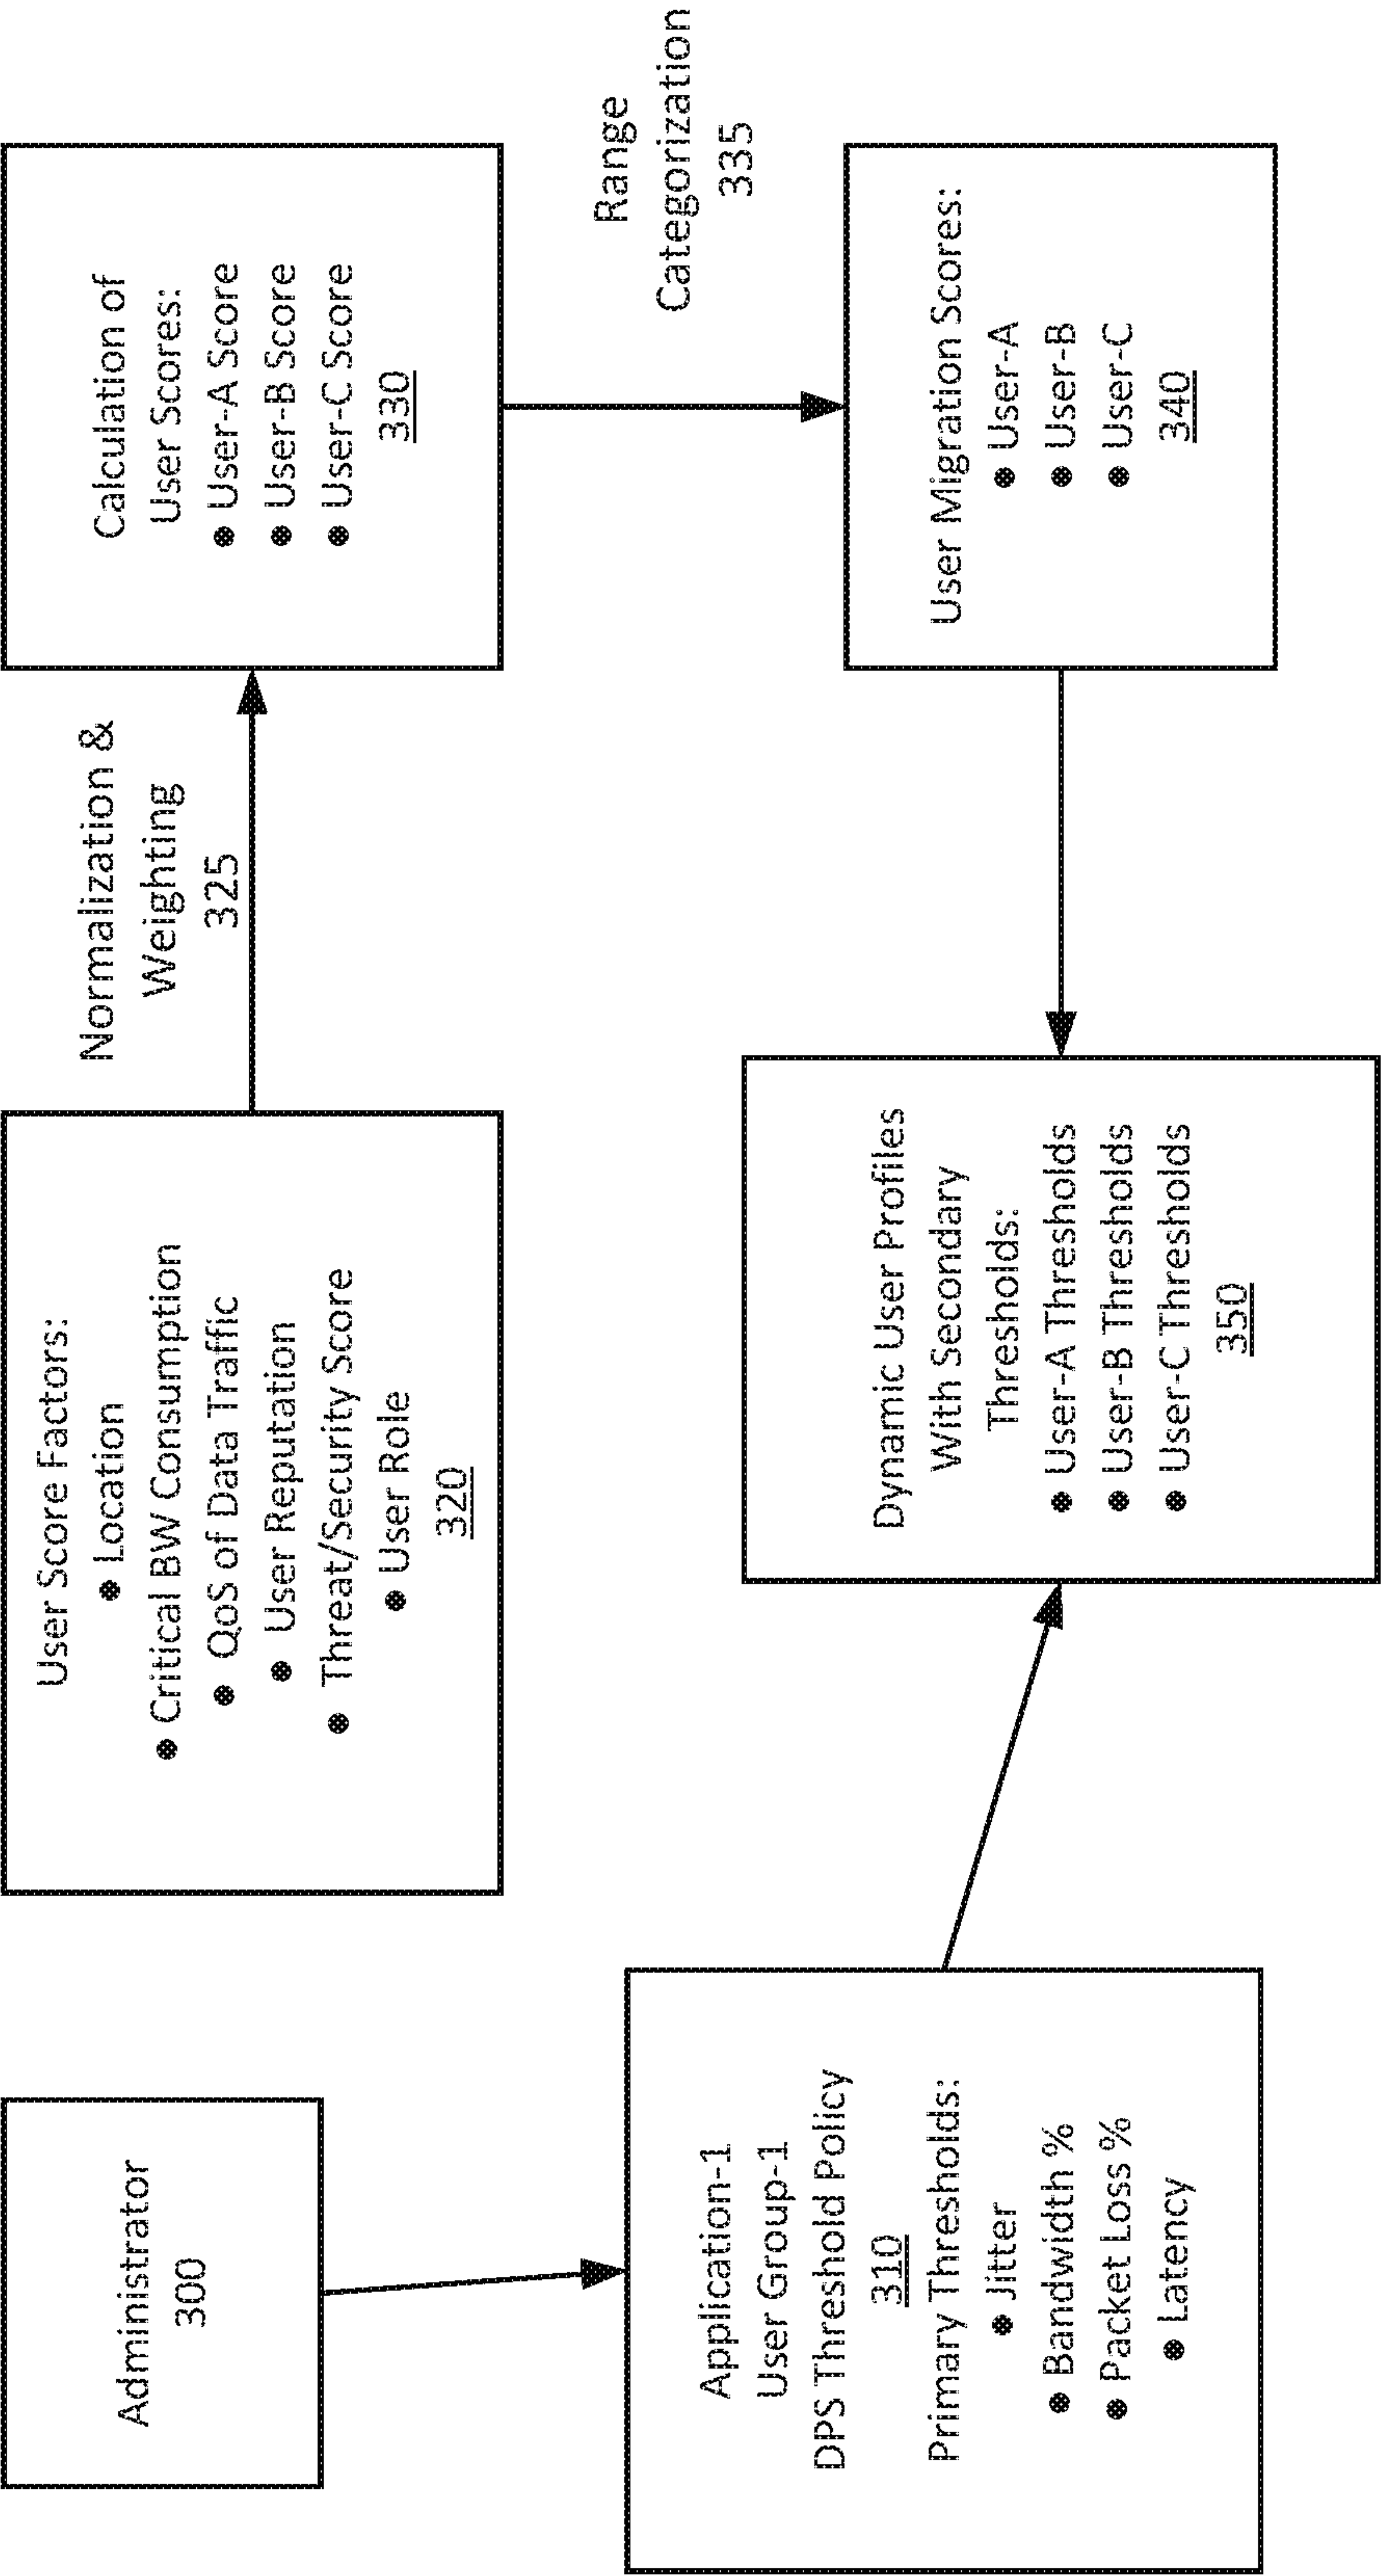 Administrator
300
Application-1
User Group-1
DPS Threshold Policy
310
Primary Thresholds:
● Jitter
● Bandwidth %
● Packet Loss %
● Latency
User Score Factors:
● Location
● Critical BW Consumption
● QoS of Data Traffic
● User Reputation
● Threat/Security Score
● User Role
320
Normalization &
Weighting
325
Calculation of
User Scores:
● User-A Score
● User-B Score
● User-C Score
330
Range
Categorization
335
User Migration Scores:
● User-A
● User-B
● User-C
340
Dynamic User Profiles
With Secondary
Thresholds:
● User-A Thresholds
● User-B Thresholds
● User-C Thresholds
350